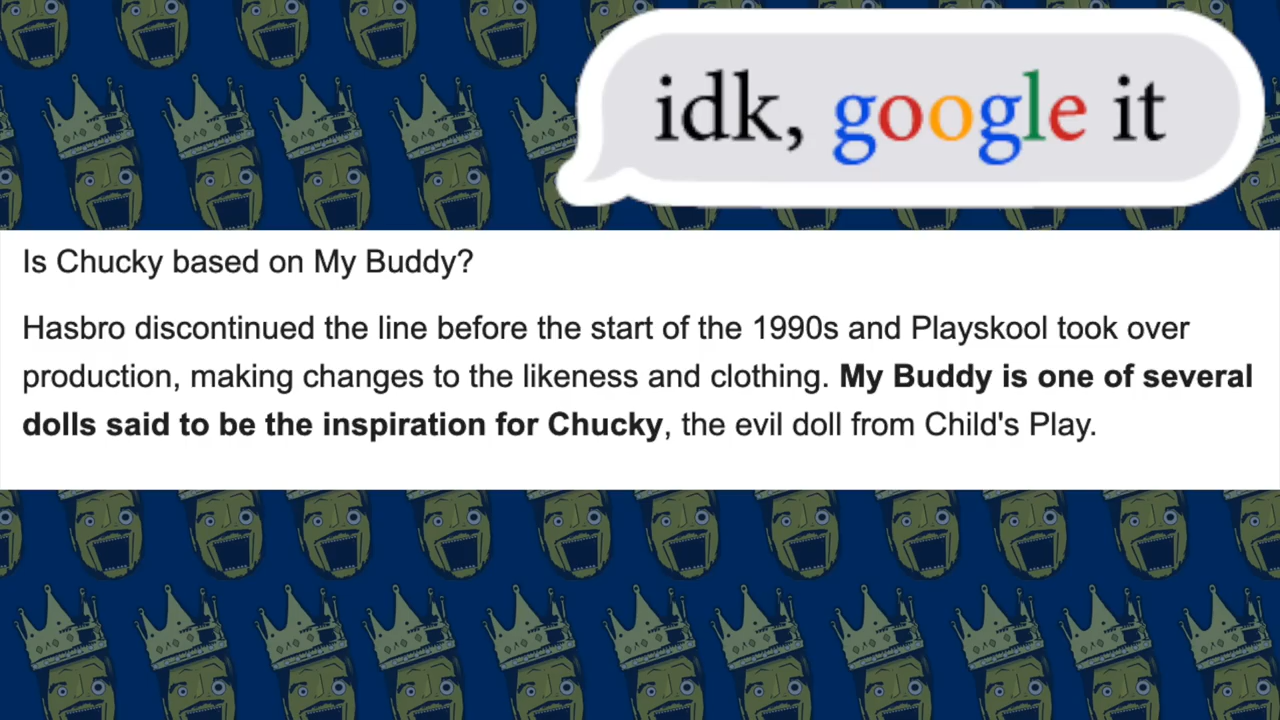 idk, google it
Is Chucky based on My Buddy?
Hasbro discontinued the line before the start of the 1990s and Playskool took over
production, making changes to the likeness and clothing. My Buddy is one of several
dolls said to be the inspiration for Chucky, the evil doll from Child's Play.